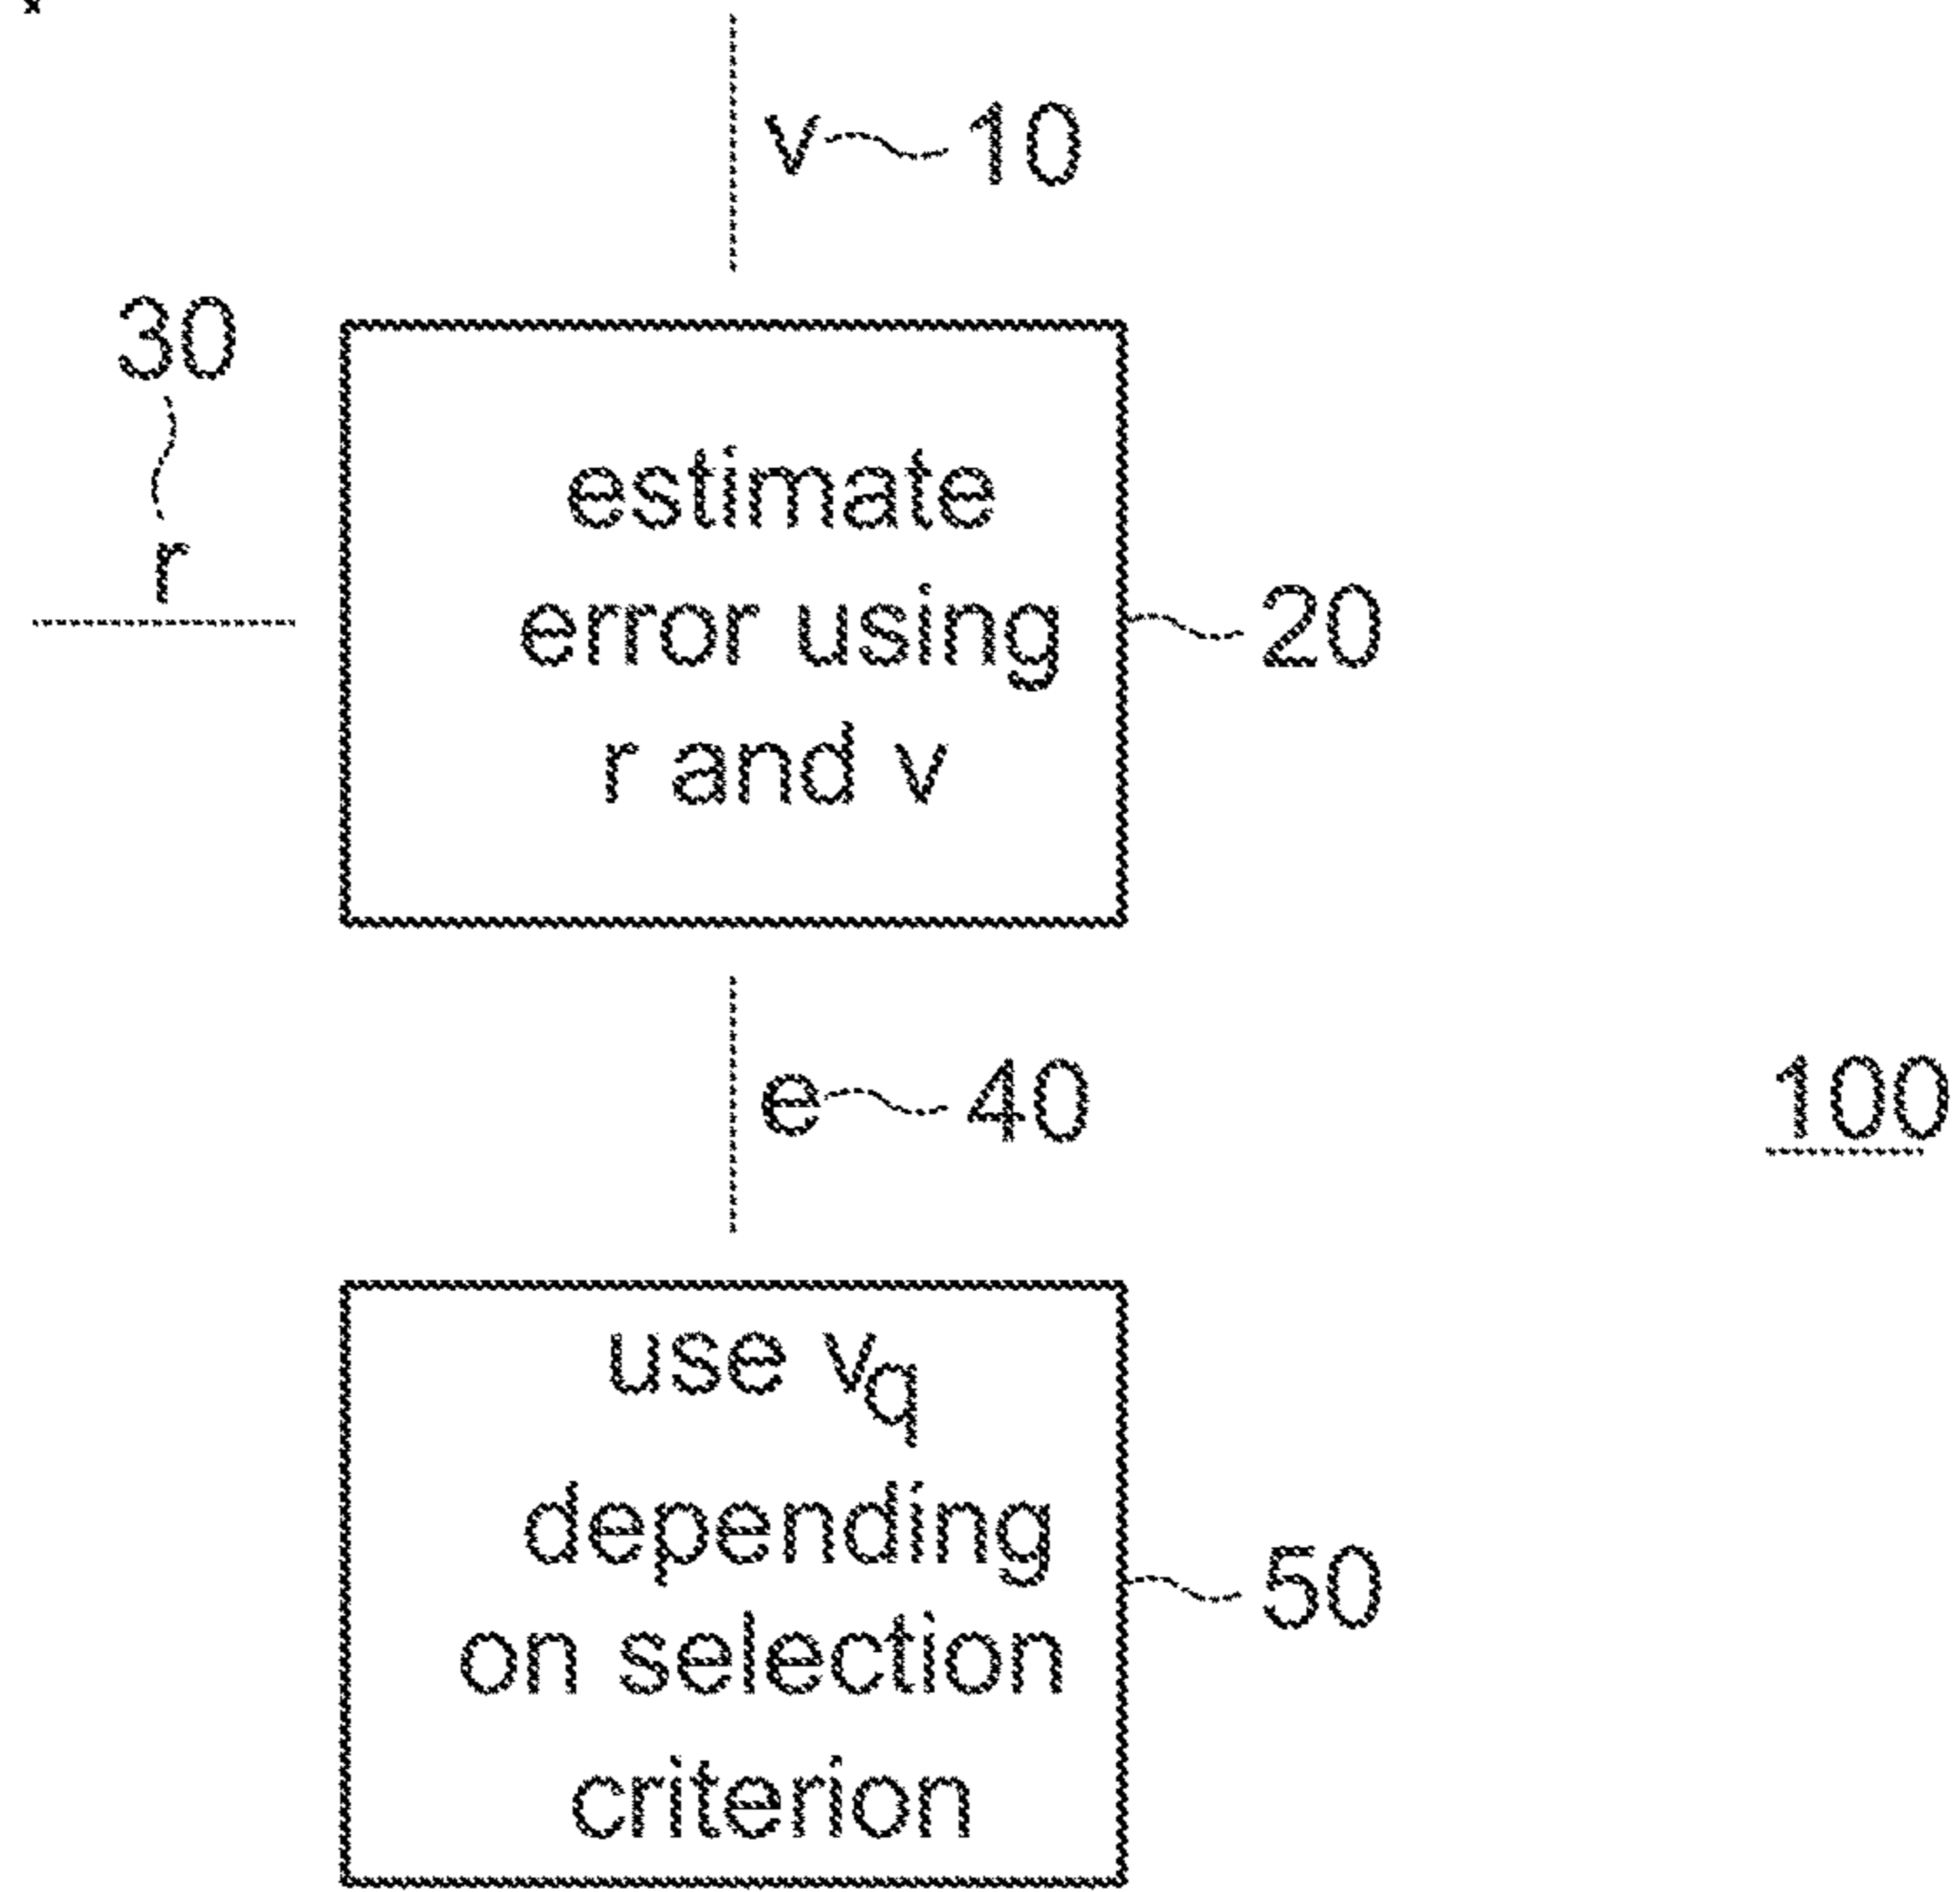 v 10
30
r
estimate
error using
r and v
20
e 40
100
use vq
depending
on selection
criterion
50